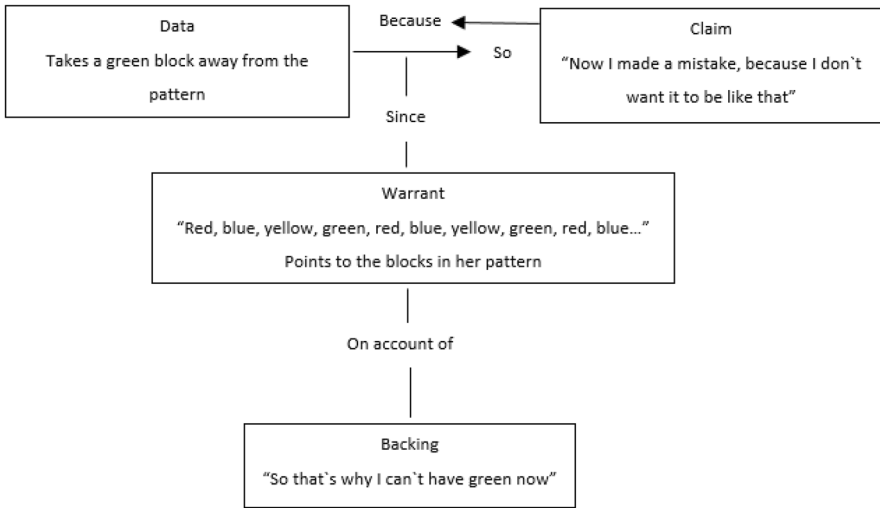 Data
Takes a green block away from the
pattern
Because
So
Claim
“Now I made a mistake, because I don`t
want it to be like that”
Since
Warrant
“Red, blue, yellow, green, red, blue, yellow, green, red, blue…”
Points to the blocks in her pattern
On account of
Backing
“So that`s why I can`t have green now”